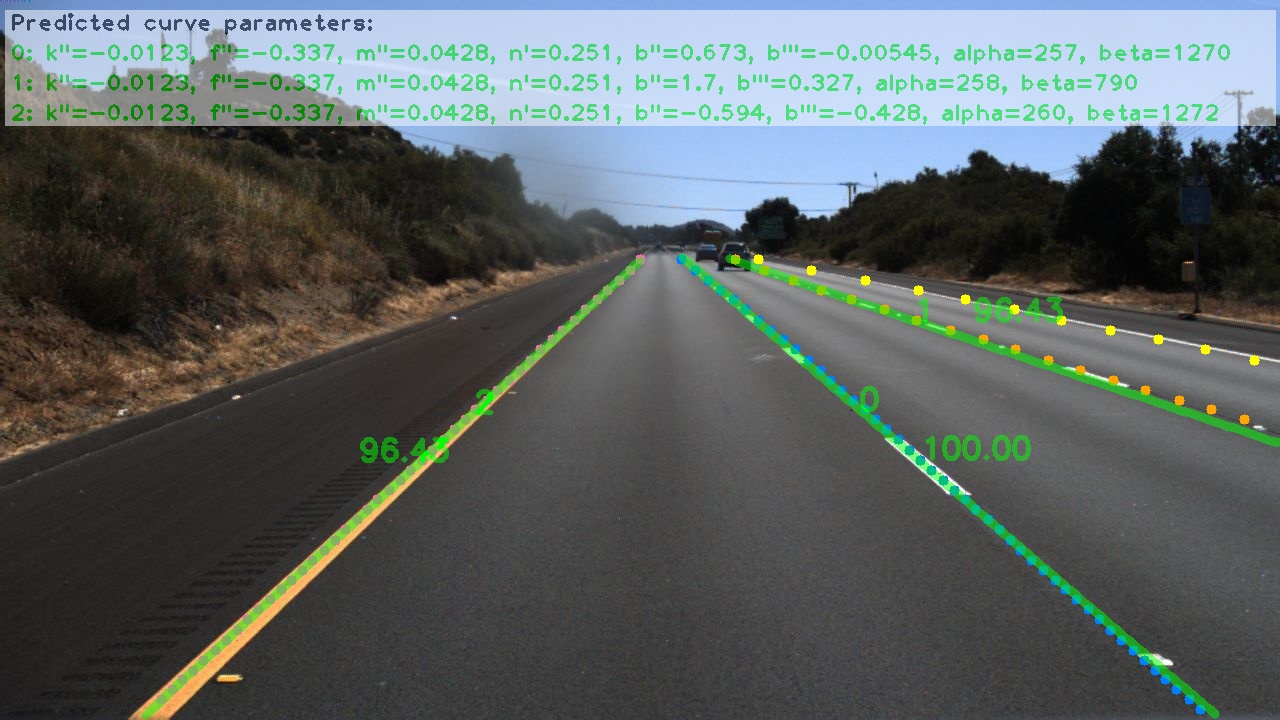 Predicted curve parameters:
0: k''=-0.0123, f''=-0.337, m''=0.0428, n'=0.251, b''=0.673, b'''=-0.00545, alpha=257, beta=1270
1: k''=-0.0123, f''=-0.337, m''=0.0428, n'=0.251, b''=1.7, b'''=0.327, alpha=258, beta=790
2: k''=-0.0123, f''=-0.337, m''=0.0428, n'=0.251, b''=-0.594, b'''=-0.428, alpha=260, beta=1272
1 96.43
2
0
96.43
100.00